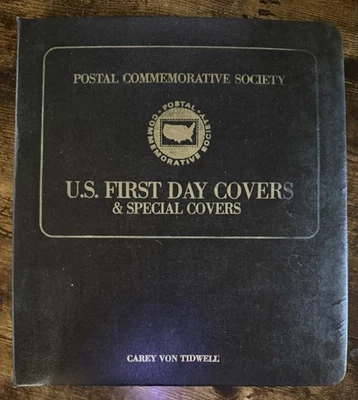 POSTAL COMMEMORATIVE SOCIETY
POSTAL
COMMEMORATIVE SOCIETY
U.S. FIRST DAY COVERS
& SPECIAL COVERS
CAREY VON TIDWELL